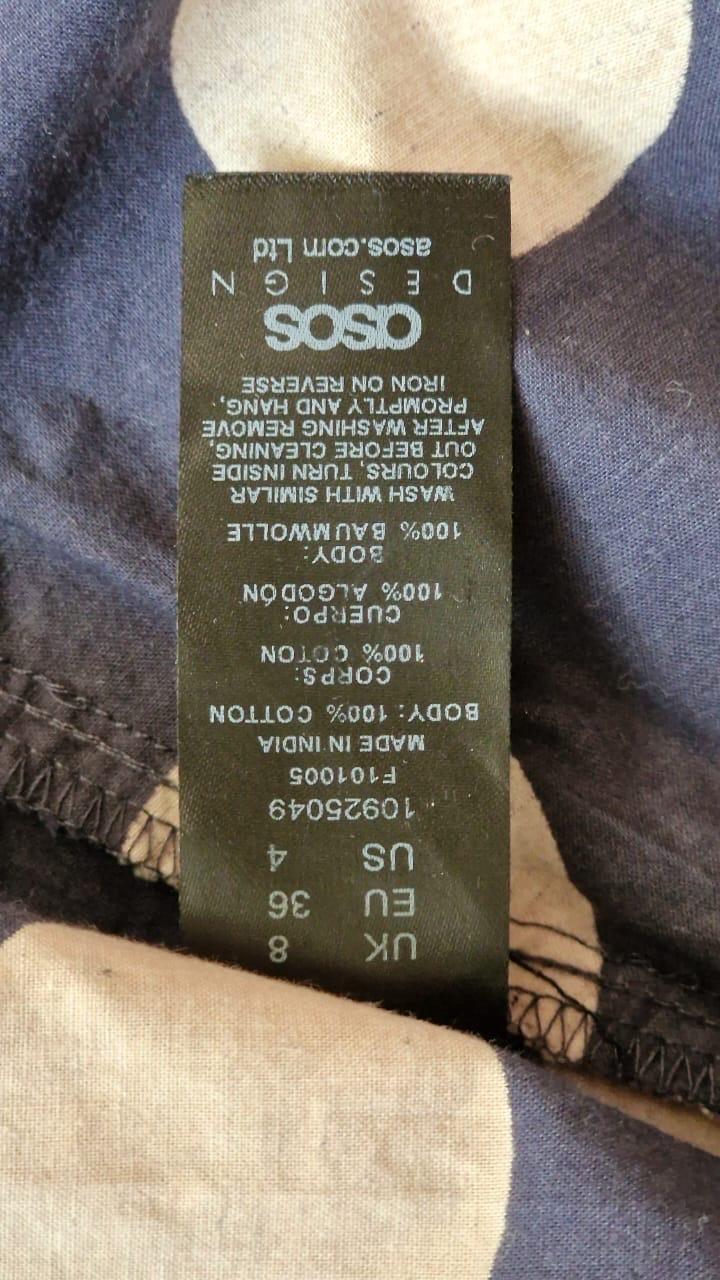 UK 8
EU 36
US 4
10925049
F101005
MADE IN INDIA
BODY: 100% COTTON
CORPS:
100% COTON
CUERPO:
100% ALGODÓN
BODY:
100% BAUMWOLLE
WASH WITH SIMILAR
COLOURS, TURN INSIDE
OUT BEFORE CLEANING,
AFTER WASHING REMOVE
PROMPTLY AND HANG,
IRON ON REVERSE
asos
DESIGN
asos.com Ltd